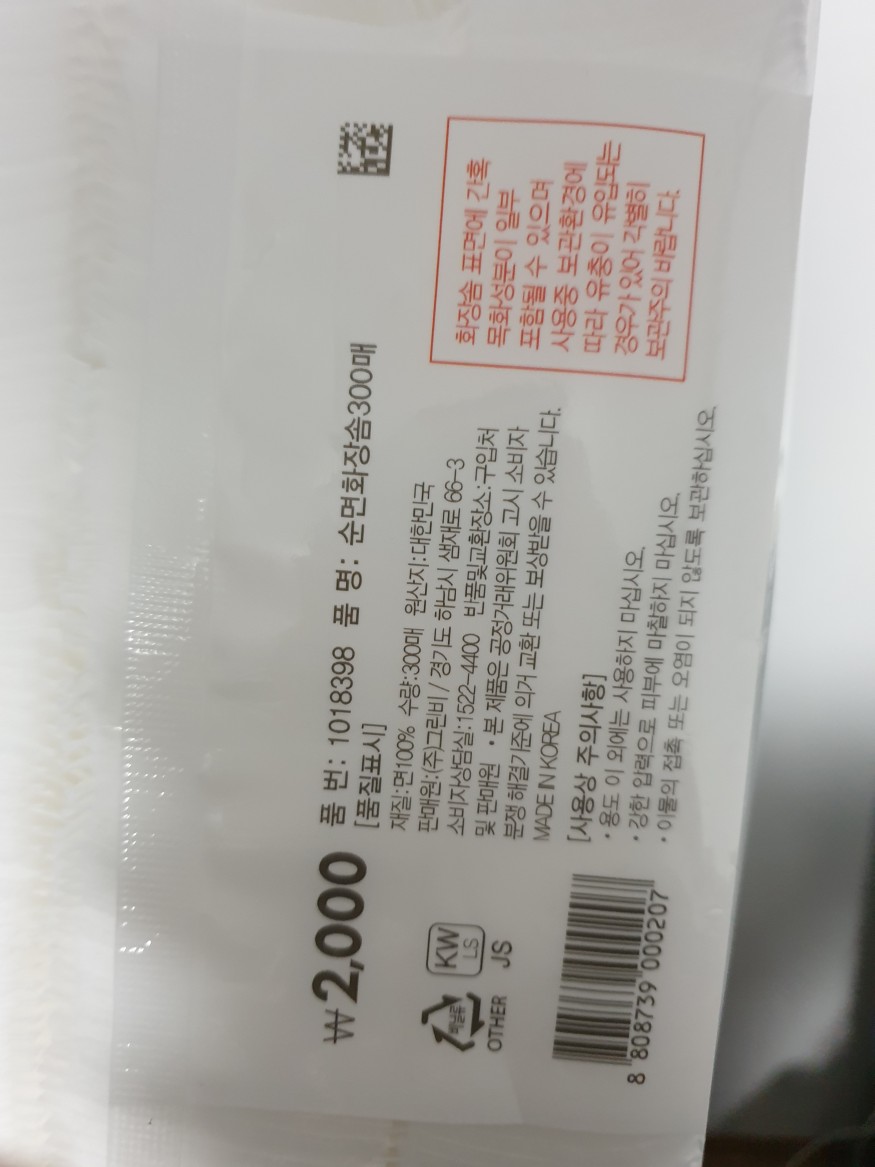 ₩2,000
품 번: 1018398 품 명: 순면화장솜300매
[품질표시]
재질:면100% 수량:300매 원산지:대한민국
판매원:(주)그린비 / 경기도 하남시 샘재로 66-3
소비자상담실:1522-4400 반품및교환장소:구입처
및 판매원 • 본 제품은 공정거래위원회 고시 소비자
분쟁 해결기준에 의거 교환 또는 보상받을 수 있습니다.
MADE IN KOREA
[사용상 주의사항]
• 용도 이 외에는 사용하지 마십시오.
• 강한 압력으로 피부에 마찰하지 마십시오.
• 이물의 접촉 또는 오염이 되지 않도록 보관하십시오.
화장솜 표면에 간혹
목화성분이 일부
포함될 수 있으며
사용중 보관환경에
따라 유충이 유입되는
경우가 있어 각별히
보관주의 바랍니다.
비닐류
OTHER
KW
LS
JS
8 808739 000207